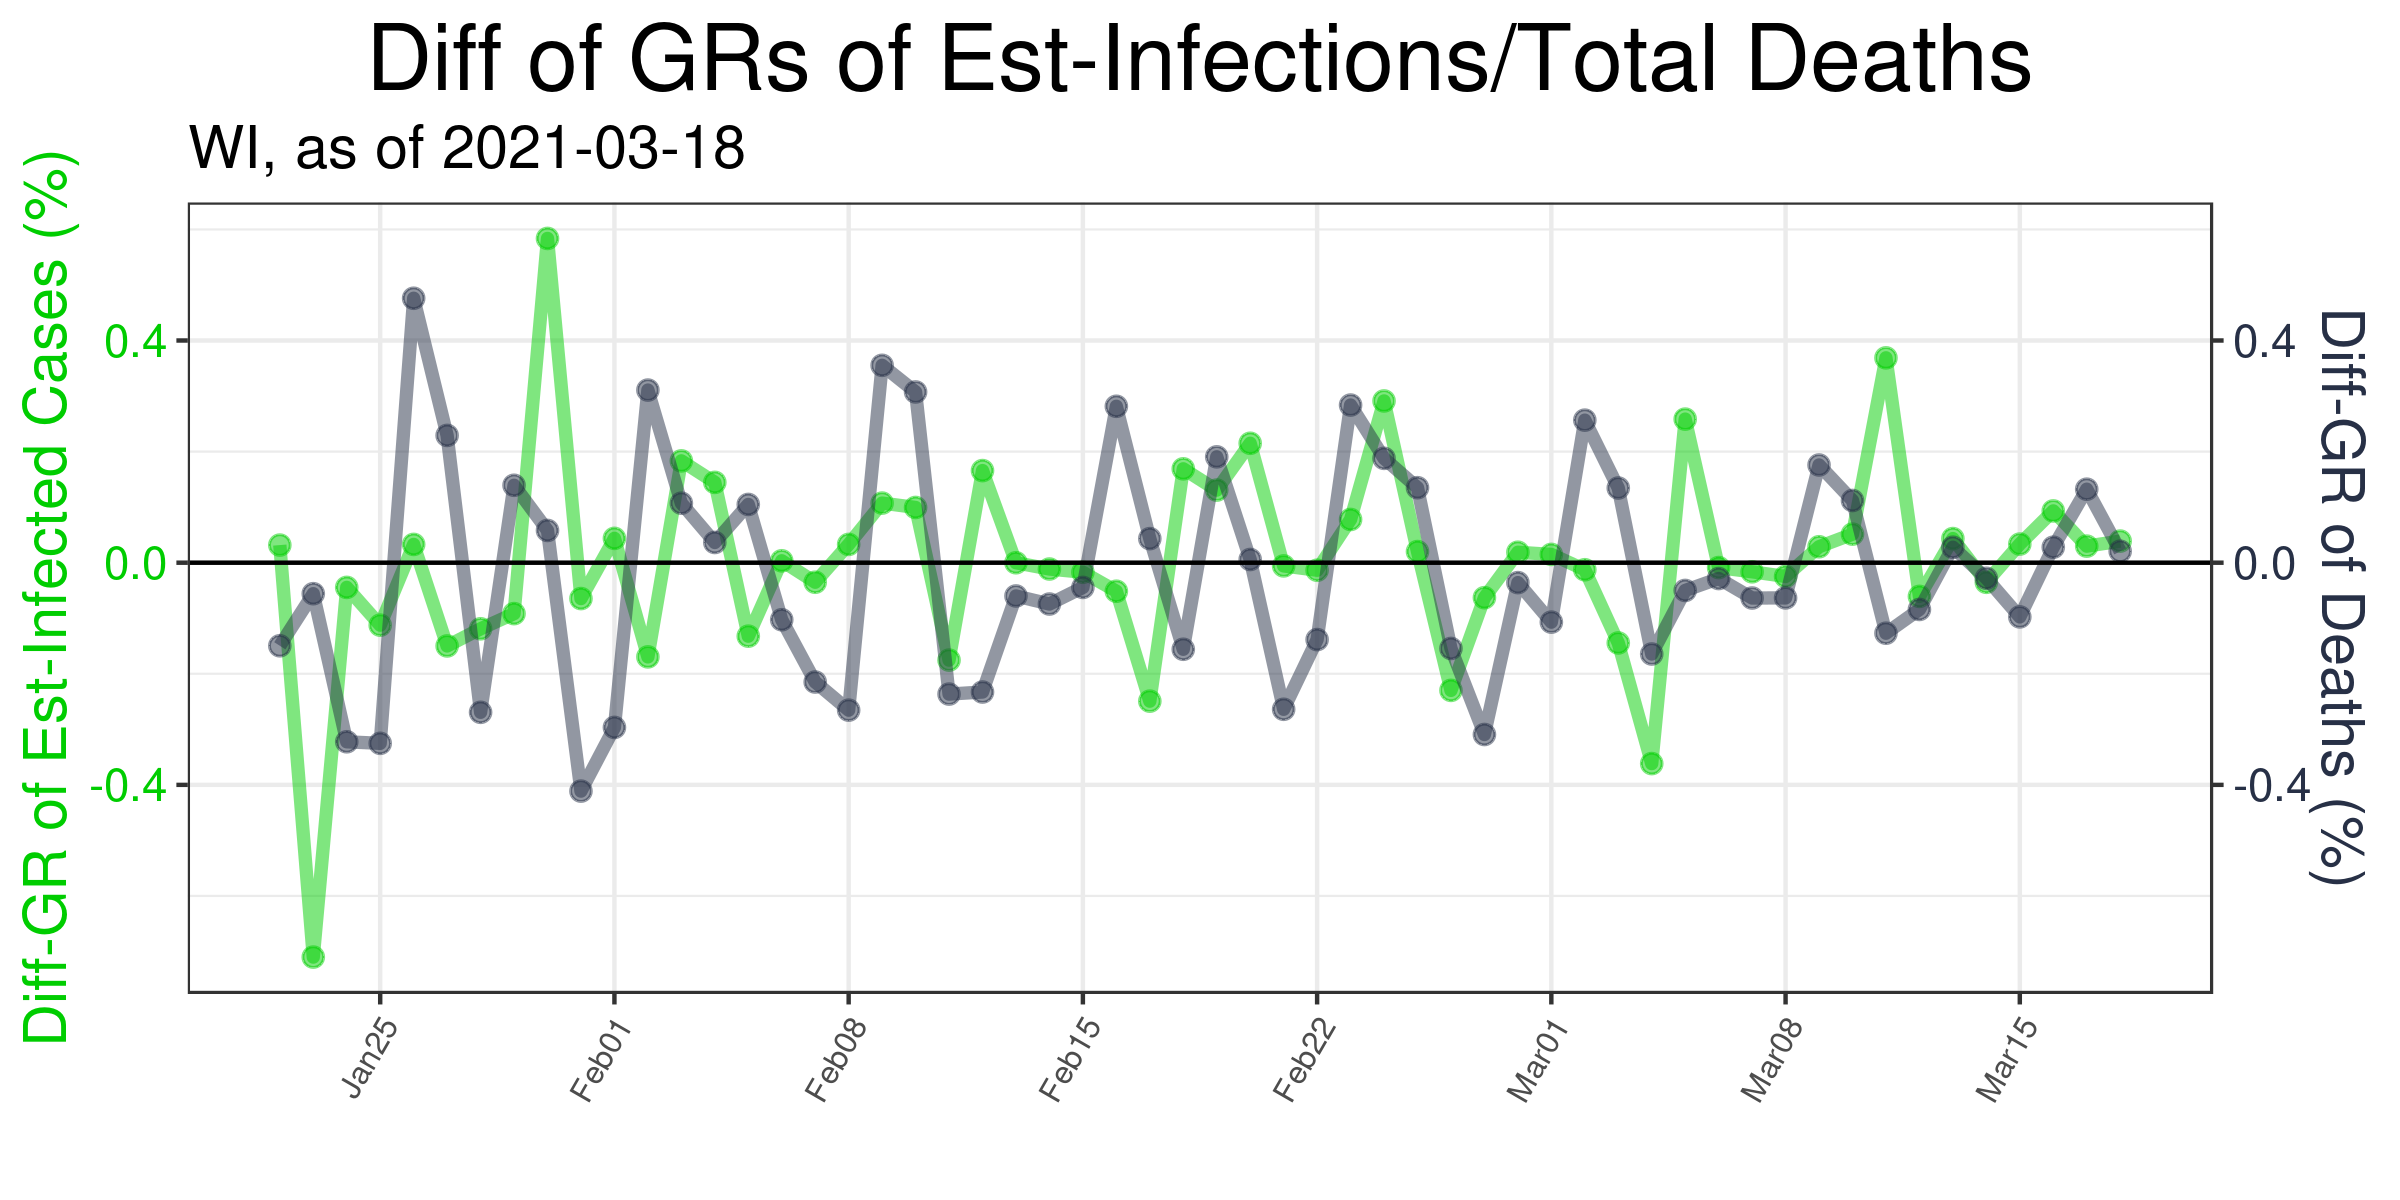 Diff of GRs of Est-Infections/Total Deaths
WI, as of 2021-03-18
Diff-GR of Est-Infected Cases (%)
0.4
0.0
-0.4
0.4
0.0
-0.4
Diff-GR of Deaths (%)
Jan25
Feb01
Feb08
Feb15
Feb22
Mar01
Mar08
Mar15